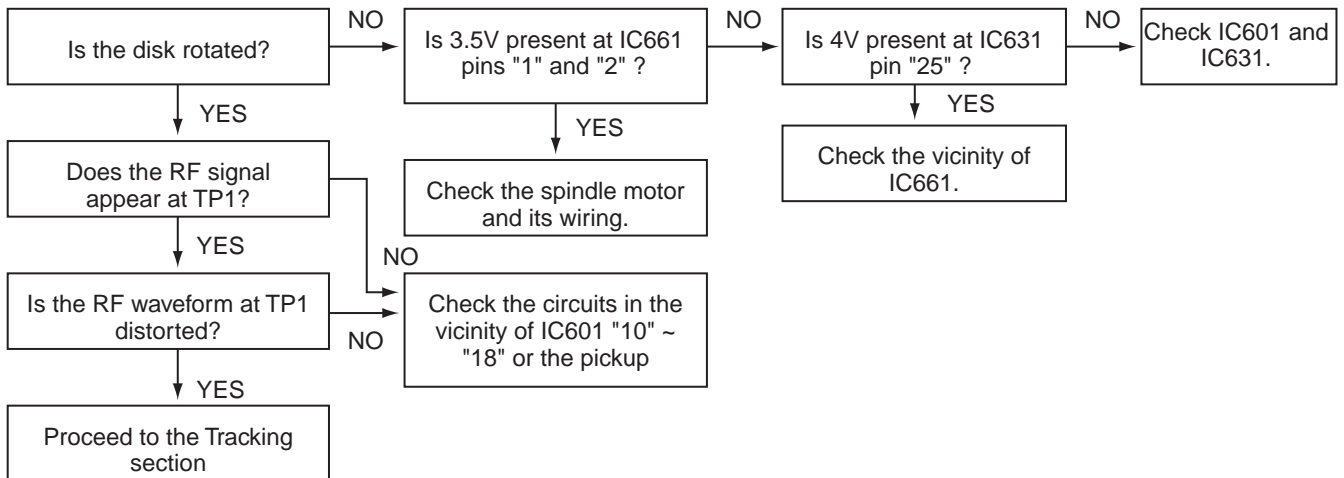 Is the disk rotated?
NO
Is 3.5V present at IC661
pins "1" and "2" ?
NO
Is 4V present at IC631
pin "25" ?
NO
Check IC601 and
IC631.
YES
YES
YES
Does the RF signal
appear at TP1?
Check the spindle motor
and its wiring.
Check the vicinity of
IC661.
YES
NO
Is the RF waveform at TP1
distorted?
NO
Check the circuits in the
vicinity of IC601 "10" ~
"18" or the pickup
YES
Proceed to the Tracking
section